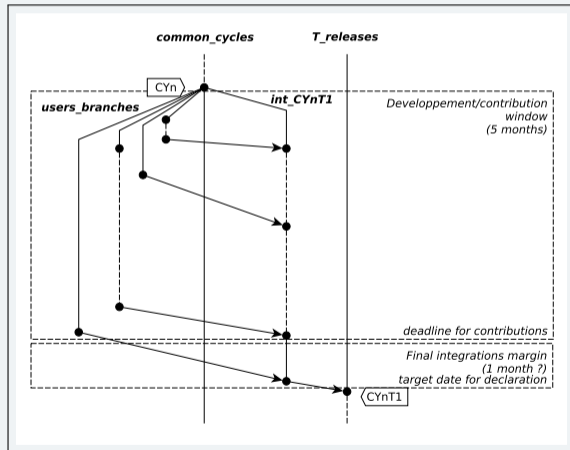 common_cycles
T_releases
CYn
users_branches
int_CYnT1
Developpement/contribution
window
(5 months)
deadline for contributions
Final integrations margin
(1 month ?)
target date for declaration
CYnT1